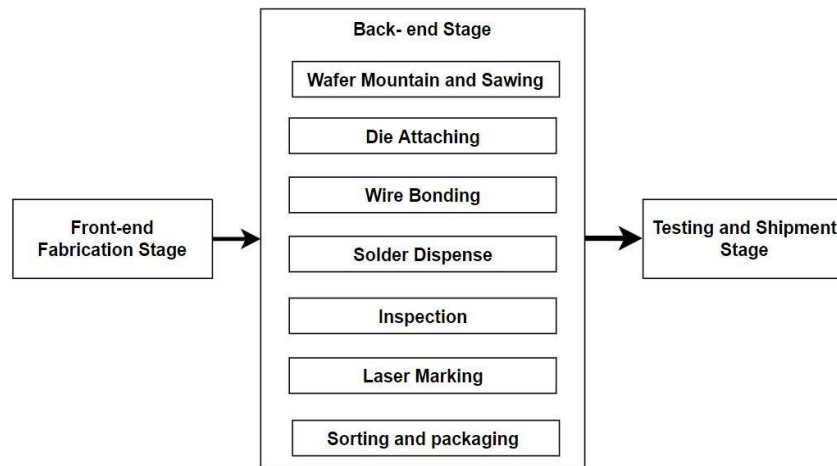 Back- end Stage
Wafer Mountain and Sawing
Die Attaching
Wire Bonding
Front-end
Fabrication Stage
Testing and Shipment
Stage
Solder Dispense
Inspection
Laser Marking
Sorting and packaging